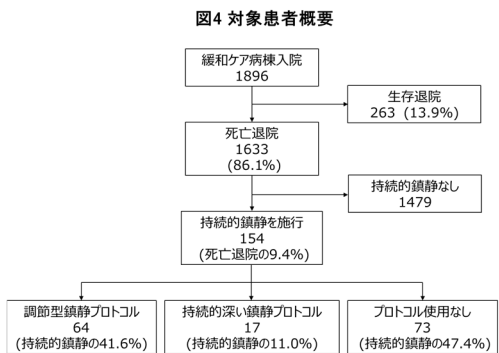 図4 対象患者概要
緩和ケア病棟入院
1896
生存退院
263 (13.9%)
死亡退院
1633
(86.1%)
持続的鎮静なし
1479
持続的鎮静を施行
154
(死亡退院の9.4%)
調節型鎮静プロトコル
64
(持続的鎮静の41.6%)
持続的深い鎮静プロトコル
17
(持続的鎮静の11.0%)
プロトコル使用なし
73
(持続的鎮静の47.4%)